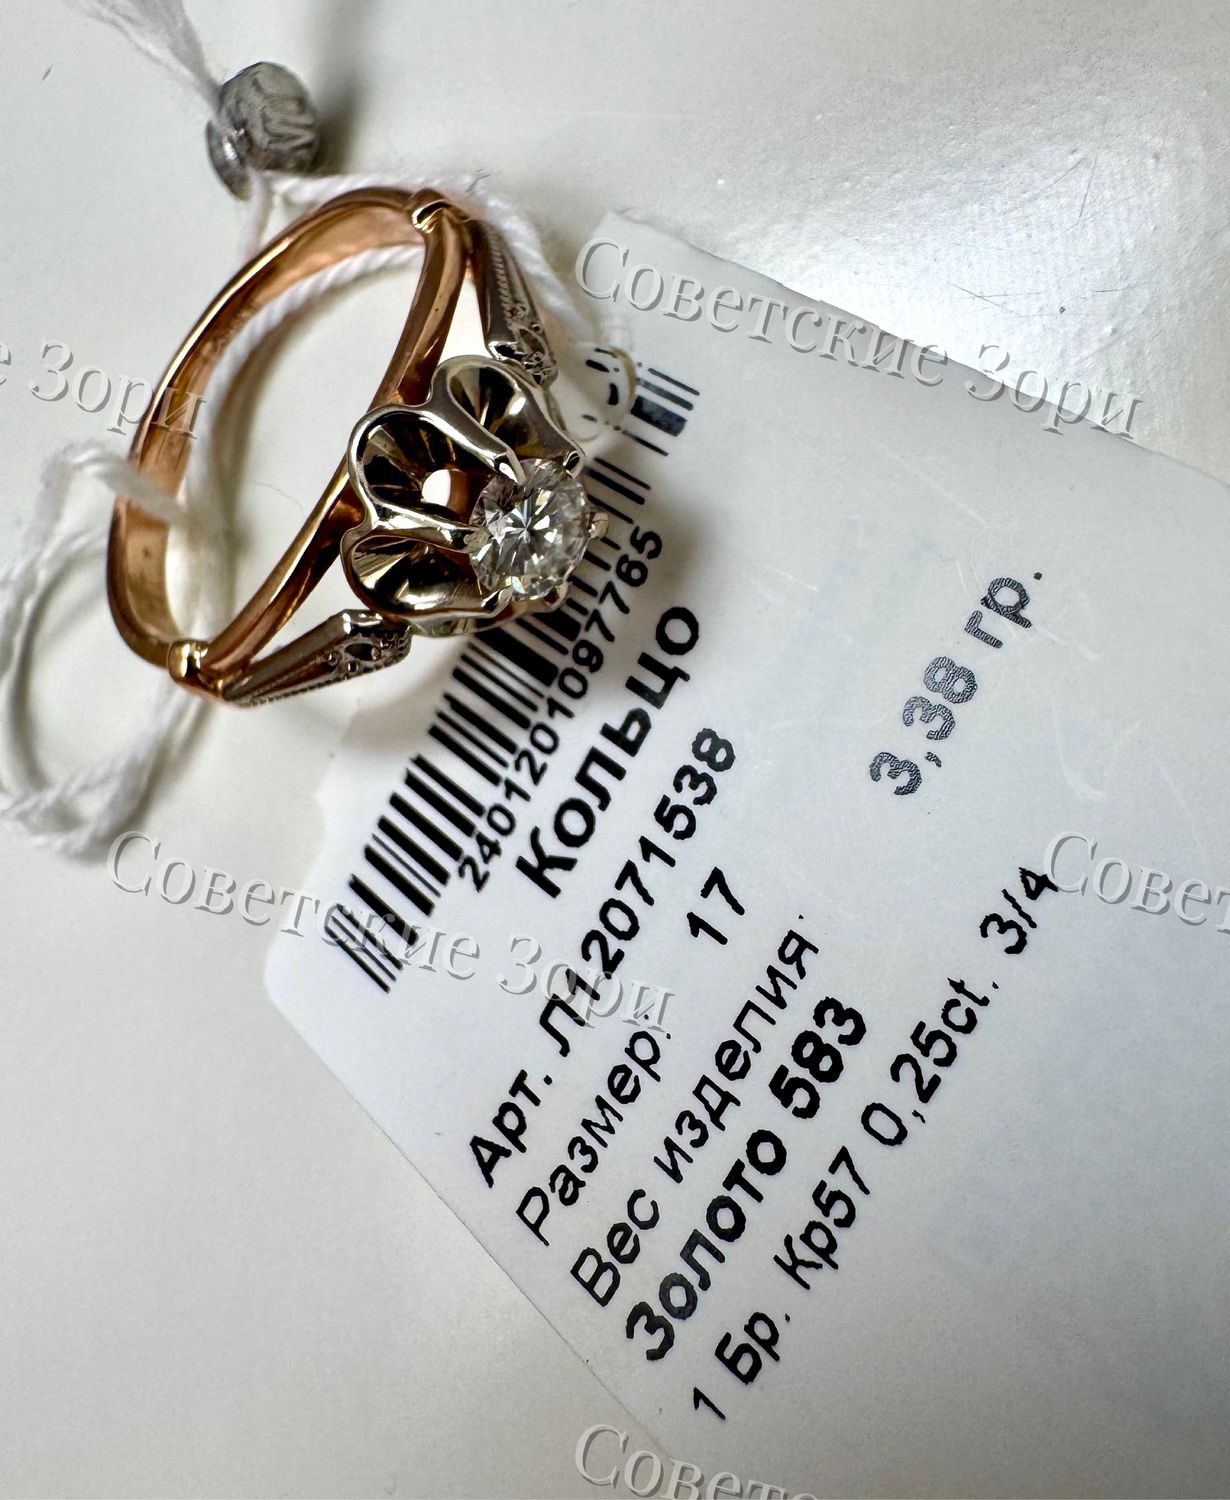 Советские Зори
е Зори
2401201097765
Кольцо
Арт. Л12071538
Размер: 17
Вес изделия: 3,38 гр.
Золото 583
1 Бр. Кр57 0,25ct. 3/4
Советские Зори
Совет
Советс